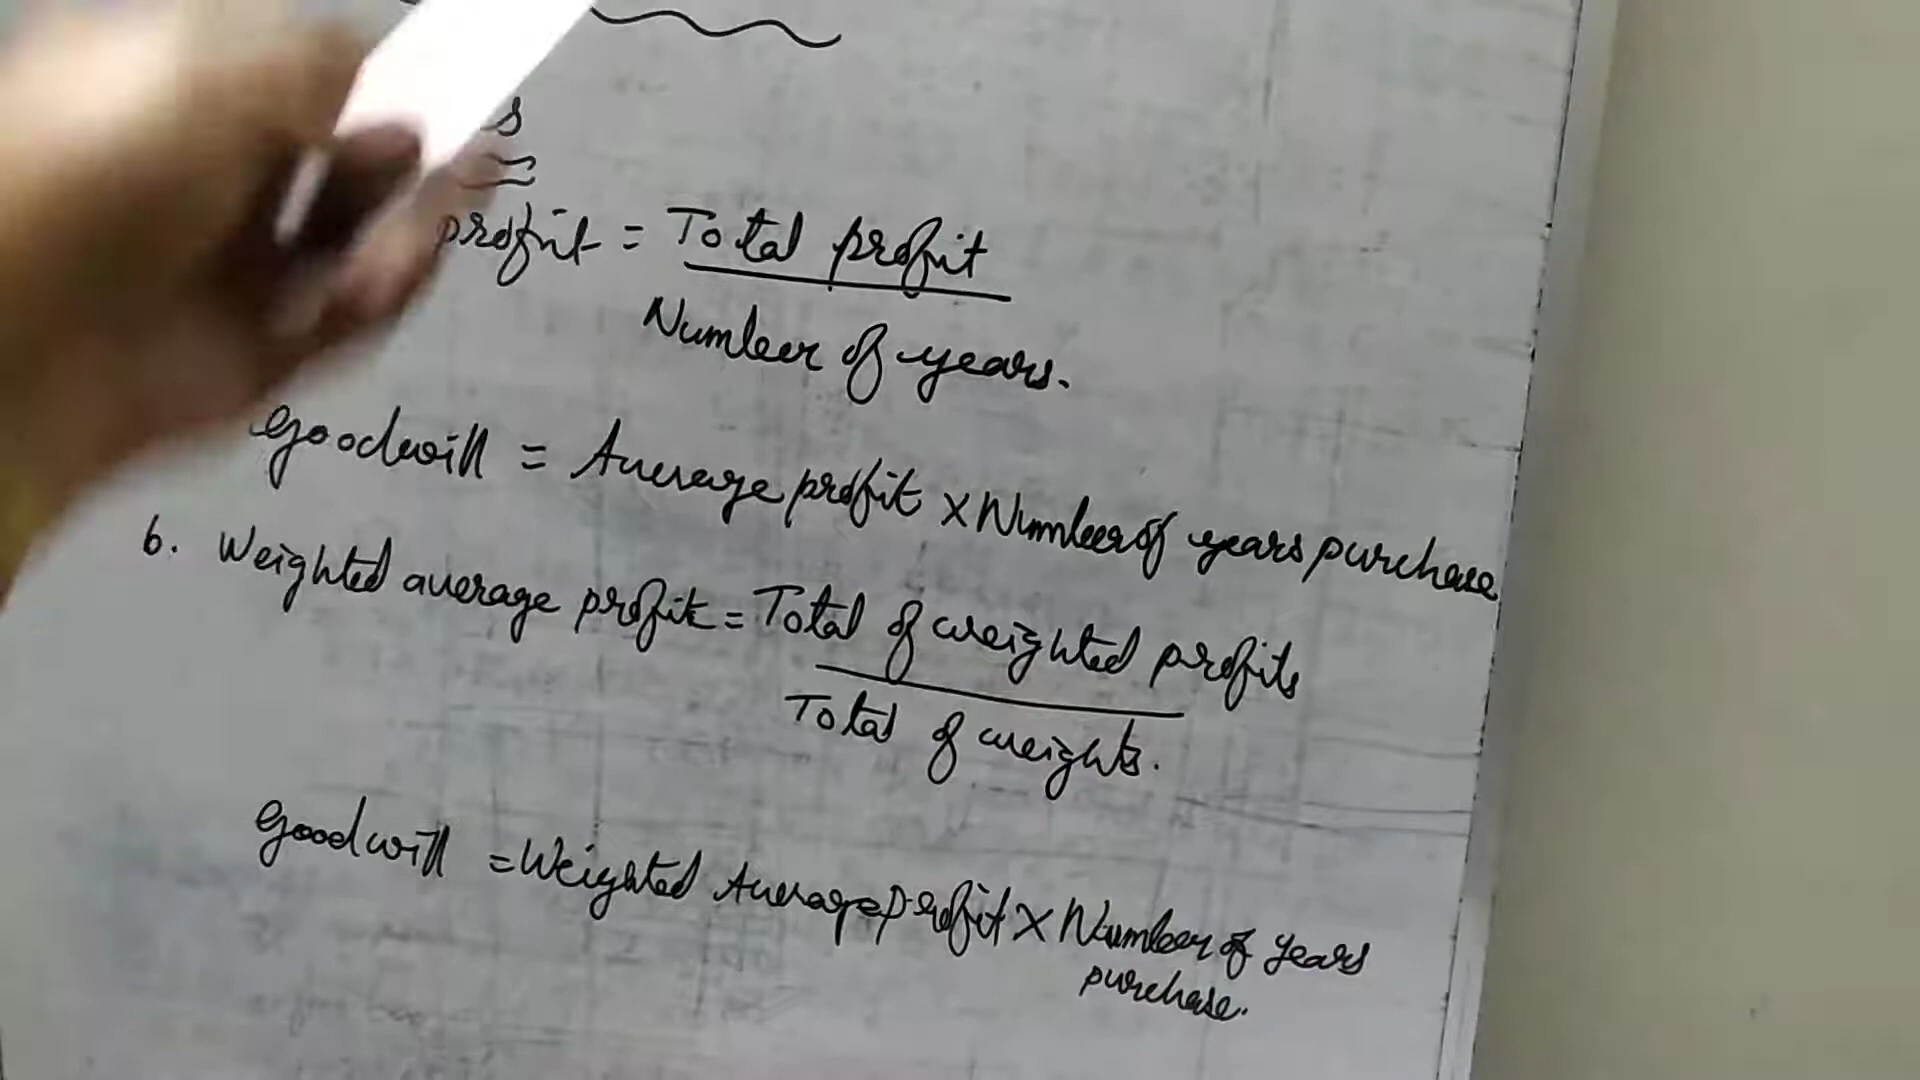 s
profit = Total profit
Number of years.
Goodwill = Average profit × Number of years purchase
b. Weighted average profit = Total of weighted profits
Total of weights.
Goodwill = Weighted Average profit × Number of years
purchase.